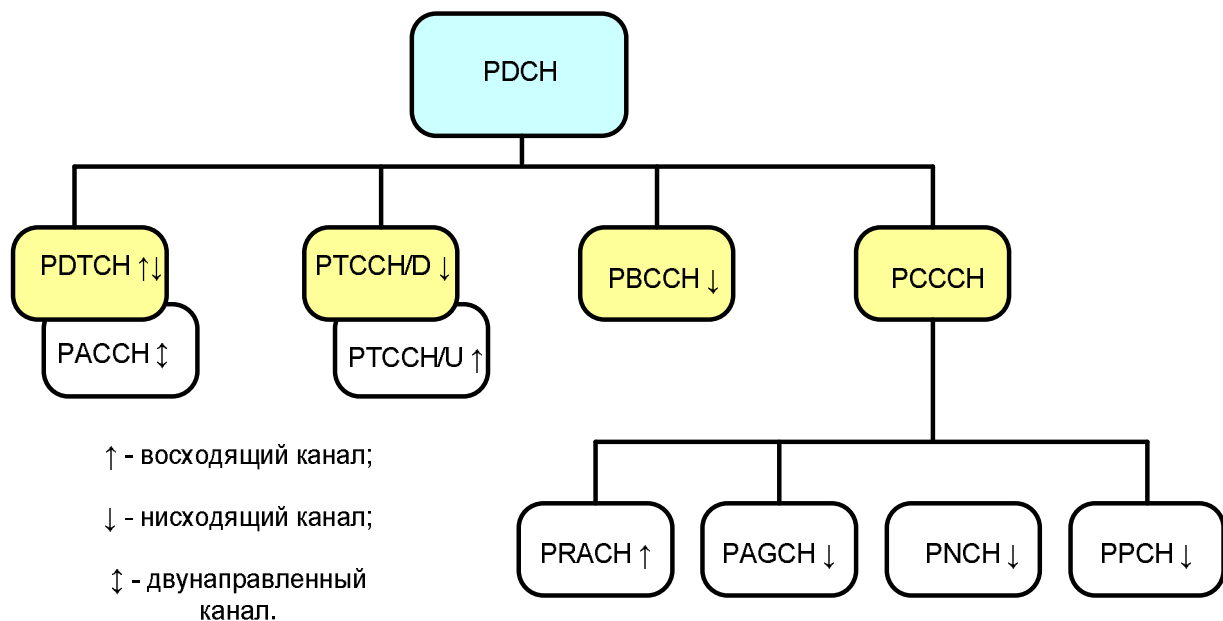 PDCH
PDTCH ↑↓
PTCCH/D ↓
PBCCH ↓
PCCCH
PACCH ↕
PTCCH/U ↑
↑ - восходящий канал;
↓ - нисходящий канал;
↕ - двунаправленный
канал.
PRACH ↑
PAGCH ↓
PNCH ↓
PPCH ↓